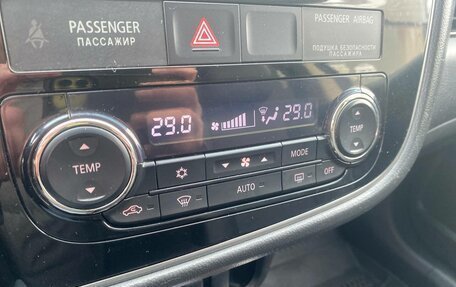 PASSENGER
ПАССАЖИР
PASSENGER AIRBAG
ПОДУШКА БЕЗОПАСНОСТИ
ПАССАЖИРА
29.0 29.0
TEMP
TEMP
MODE
AUTO
OFF